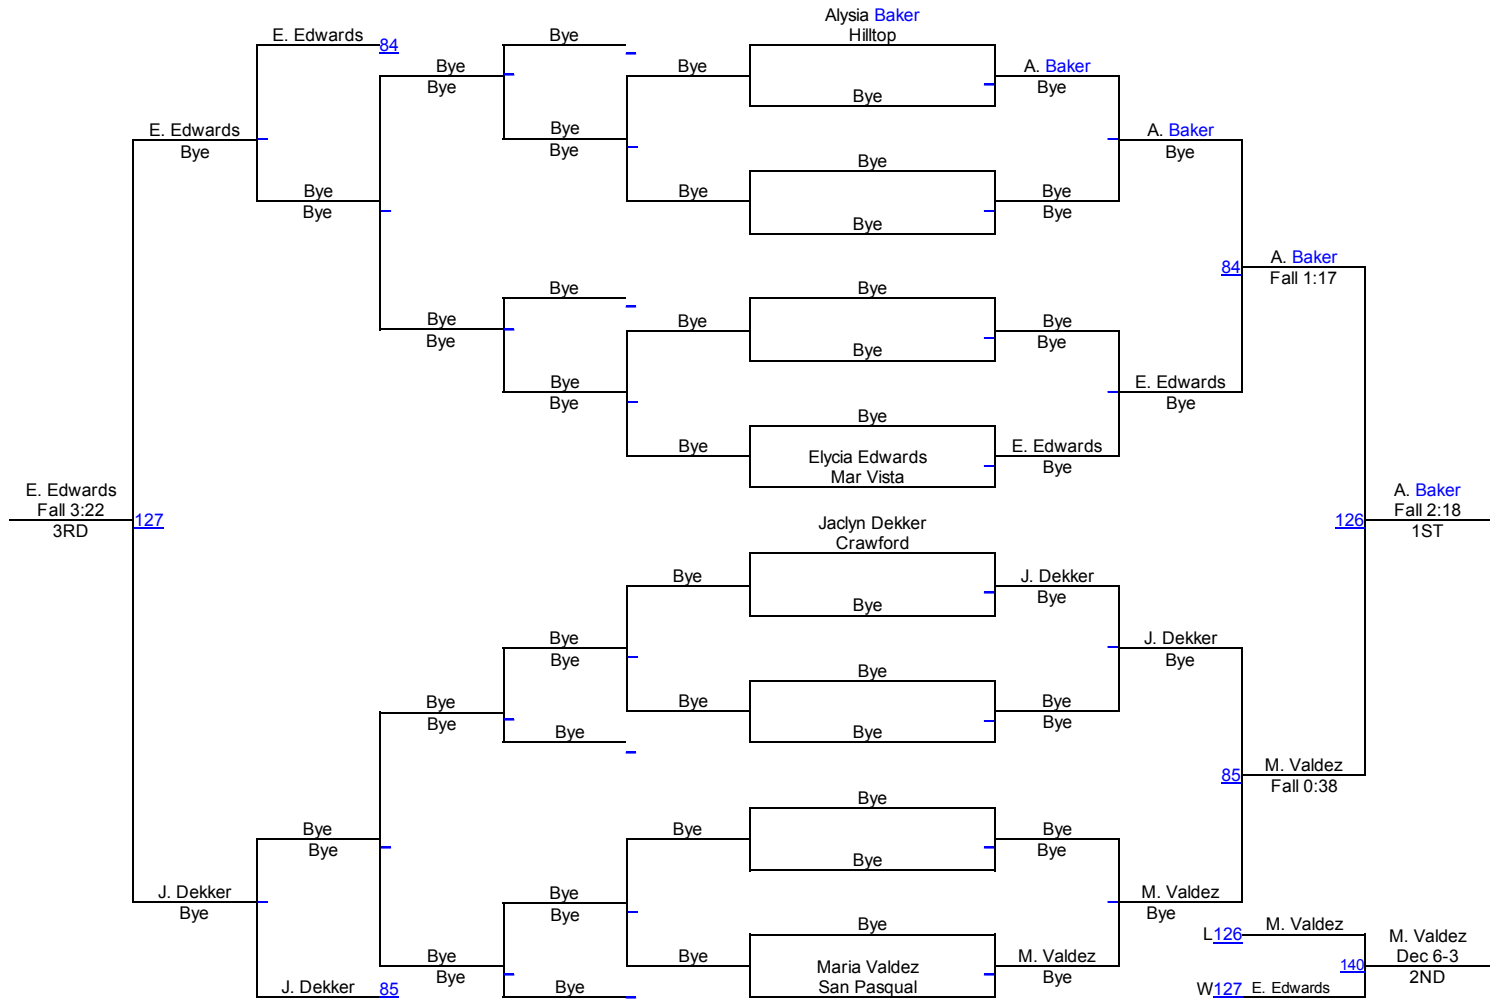 Alysia Baker
Hilltop
E. Edwards 84
Bye
Bye
Bye
Bye
Bye
A. Baker
Bye
E. Edwards
Bye
Bye
Bye
A. Baker
Bye
Bye
Bye
Bye
Bye
Bye
Bye
Bye
Bye
84
A. Baker
Fall 1:17
Bye
Bye
Bye
Bye
Bye
Bye
Bye
Bye
Bye
Bye
E. Edwards
Bye
Bye
Bye
Elycia Edwards
Mar Vista
E. Edwards
Bye
E. Edwards
Fall 3:22
3RD
127
126
A. Baker
Fall 2:18
1ST
Jaclyn Dekker
Crawford
Bye
Bye
J. Dekker
Bye
Bye
Bye
J. Dekker
Bye
Bye
Bye
Bye
Bye
Bye
Bye
Bye
Bye
Bye
85
M. Valdez
Fall 0:38
Bye
Bye
Bye
Bye
Bye
Bye
Bye
J. Dekker
Bye
Bye
Bye
M. Valdez
Bye
Bye
Bye
Bye
Bye
Maria Valdez
San Pasqual
M. Valdez
Bye
J. Dekker 85
Bye
L126 M. Valdez
140
M. Valdez
Dec 6-3
2ND
W127 E. Edwards